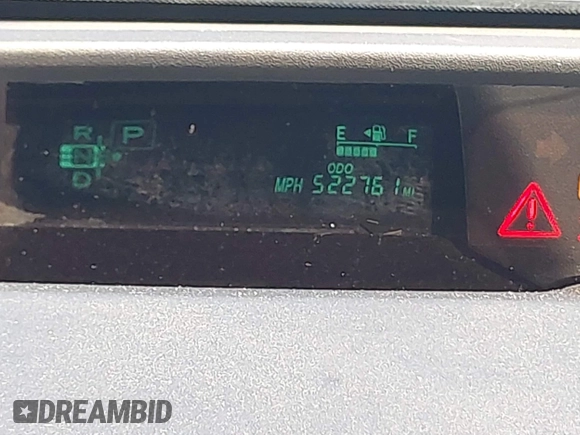 R P
N
D
E F
ODO
MPH 522761 MI
DREAMBID